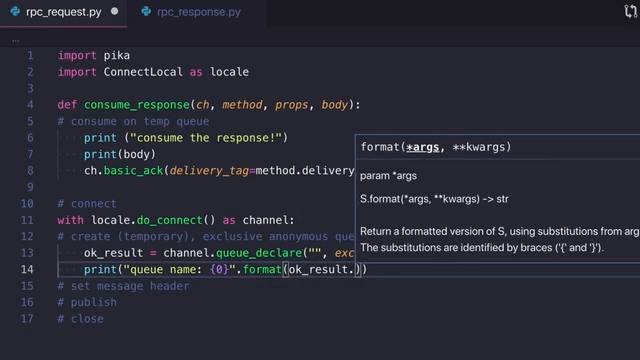 rpc_request.py
rpc_response.py
...
1 import pika
2 import ConnectLocal as locale
3
4 def consume_response(ch, method, props, body):
5 # consume on temp queue
6 print ("consume the response!")
7 print(body)
8 ch.basic_ack(delivery_tag=method.delivery
9
10 # connect
11 with locale.do_connect() as channel:
12 # create (temporary), exclusive anonymous que
13 ok_result = channel.queue_declare("", exc
14 print("queue name: {0}".format(ok_result.))
15 # set message header
16 # publish
17 # close
format(*args, **kwargs)
param *args
S.format(*args, **kwargs) -> str
Return a formatted version of S, using substitutions from arg
The substitutions are identified by braces ('{' and '}').